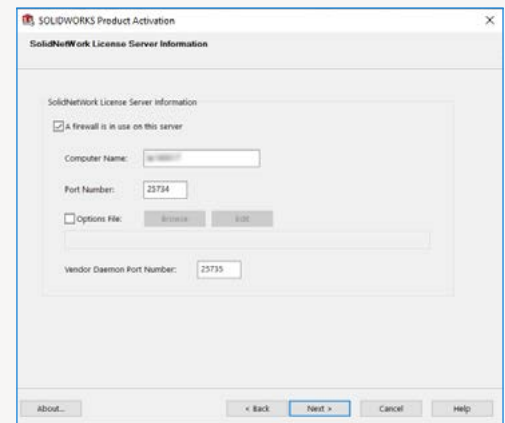 SOLIDWORKS Product Activation
SolidNetWork License Server Information
SolidNetWork License Server Information
A firewall is in use on this server
Computer Name:
Port Number: 25734
Options File: Browse Edit
Vendor Daemon Port Number: 25735
About... < Back Next > Cancel Help